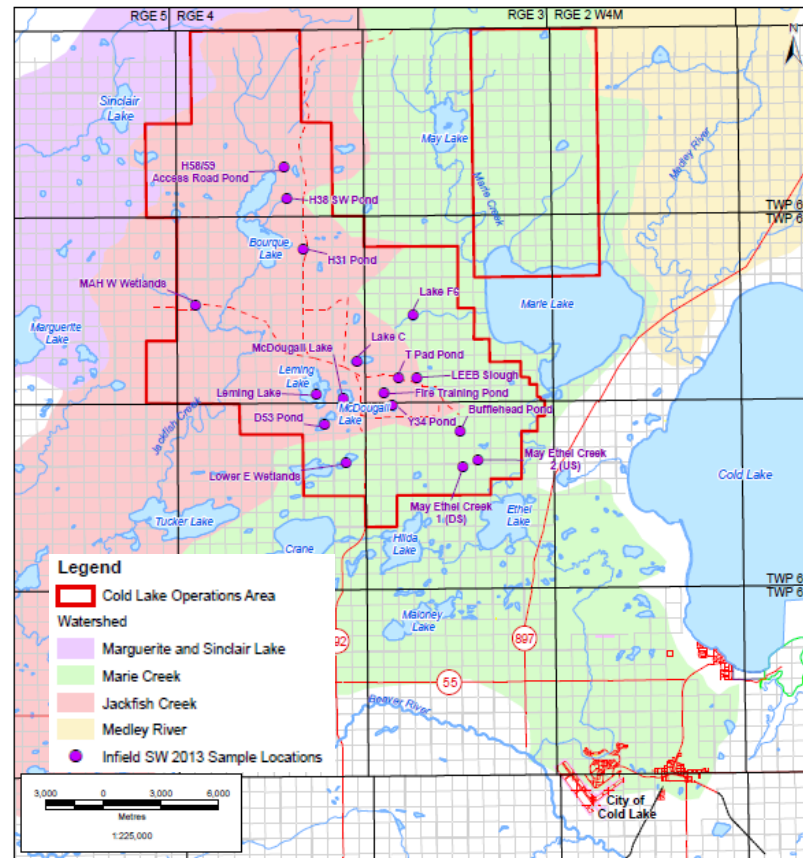 RGE 5
RGE 4
RGE 3
RGE 2 W4M
N
Sinclair
Lake
May Lake
Medley River
Marie Creek
H58/59
Access Road Pond
H38 SW Pond
TWP 6
TWP 6
Bourque
Lake
H31 Pond
MAH W Wetlands
Lake F6
Marie Lake
Marguerite
Lake
McDougall Lake
Lake C
T Pad Pond
Leming
Lake
LEEB Slough
Leming Lake
Fire Training Pond
McDougall
Lake
Y34 Pond
Bufflehead Pond
D53 Pond
Jackfish Creek
May Ethel Creek
2 (US)
Lower E Wetlands
Cold Lake
May Ethel Creek
1 (DS)
Tucker Lake
Crane
Hilda
Lake
Ethel
Lake
Legend
Cold Lake Operations Area
Watershed
Marguerite and Sinclair Lake
Marie Creek
Jackfish Creek
Medley River
Infield SW 2013 Sample Locations
TWP 6
TWP 6
Maloney
Lake
92
897
55
Beaver River
3,000 0 3,000 6,000
Metres
1:225,000
City of
Cold Lake